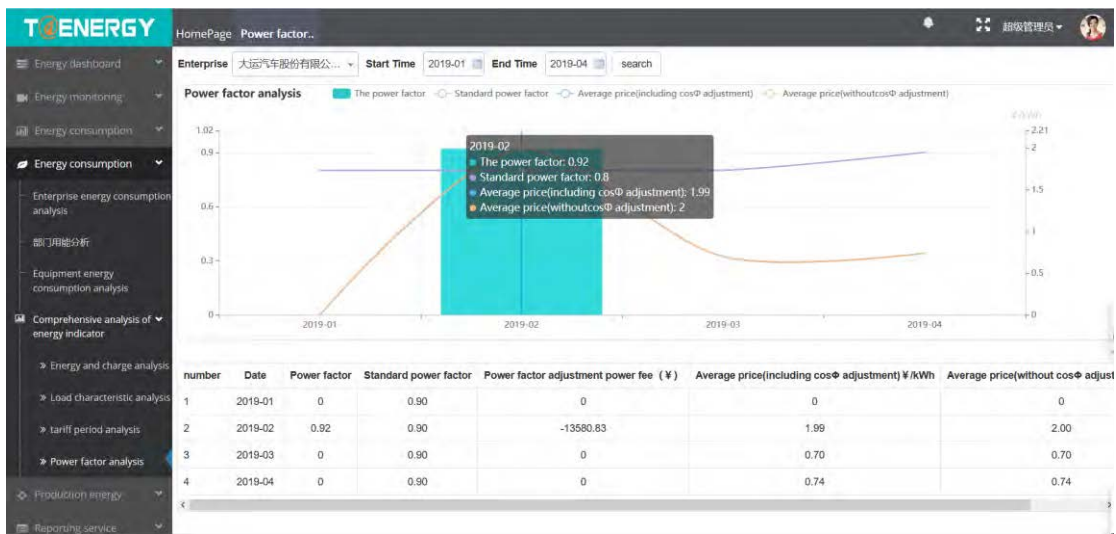 T ENERGY
HomePage Power factor..
超级管理员
Energy dashboard
Energy monitoring
Energy consumption
Energy consumption
Enterprise energy consumption
analysis
部门用能分析
Equipment energy
consumption analysis
Comprehensive analysis of
energy indicator
» Energy and charge analysis
» Load characteristic analysis
» tariff period analysis
» Power factor analysis
Production energy
Reporting service
Enterprise 大运汽车股份有限公... Start Time 2019-01 End Time 2019-04 search
Power factor analysis The power factor Standard power factor Average price(including cosΦ adjustment) Average price(withoutcosΦ adjustment)
¥/kWh
1.02
0.9
0.6
0.3
0
2.21
2
1.5
1
0.5
0
2019-02
The power factor: 0.92
Standard power factor: 0.8
Average price(including cosΦ adjustment): 1.99
Average price(withoutcosΦ adjustment): 2
2019-01 2019-02 2019-03 2019-04
number Date Power factor Standard power factor Power factor adjustment power fee (¥) Average price(including cosΦ adjustment) ¥/kWh Average price(without cosΦ adjust
1 2019-01 0 0.90 0 0 0
2 2019-02 0.92 0.90 -13580.83 1.99 2.00
3 2019-03 0 0.90 0 0.70 0.70
4 2019-04 0 0.90 0 0.74 0.74